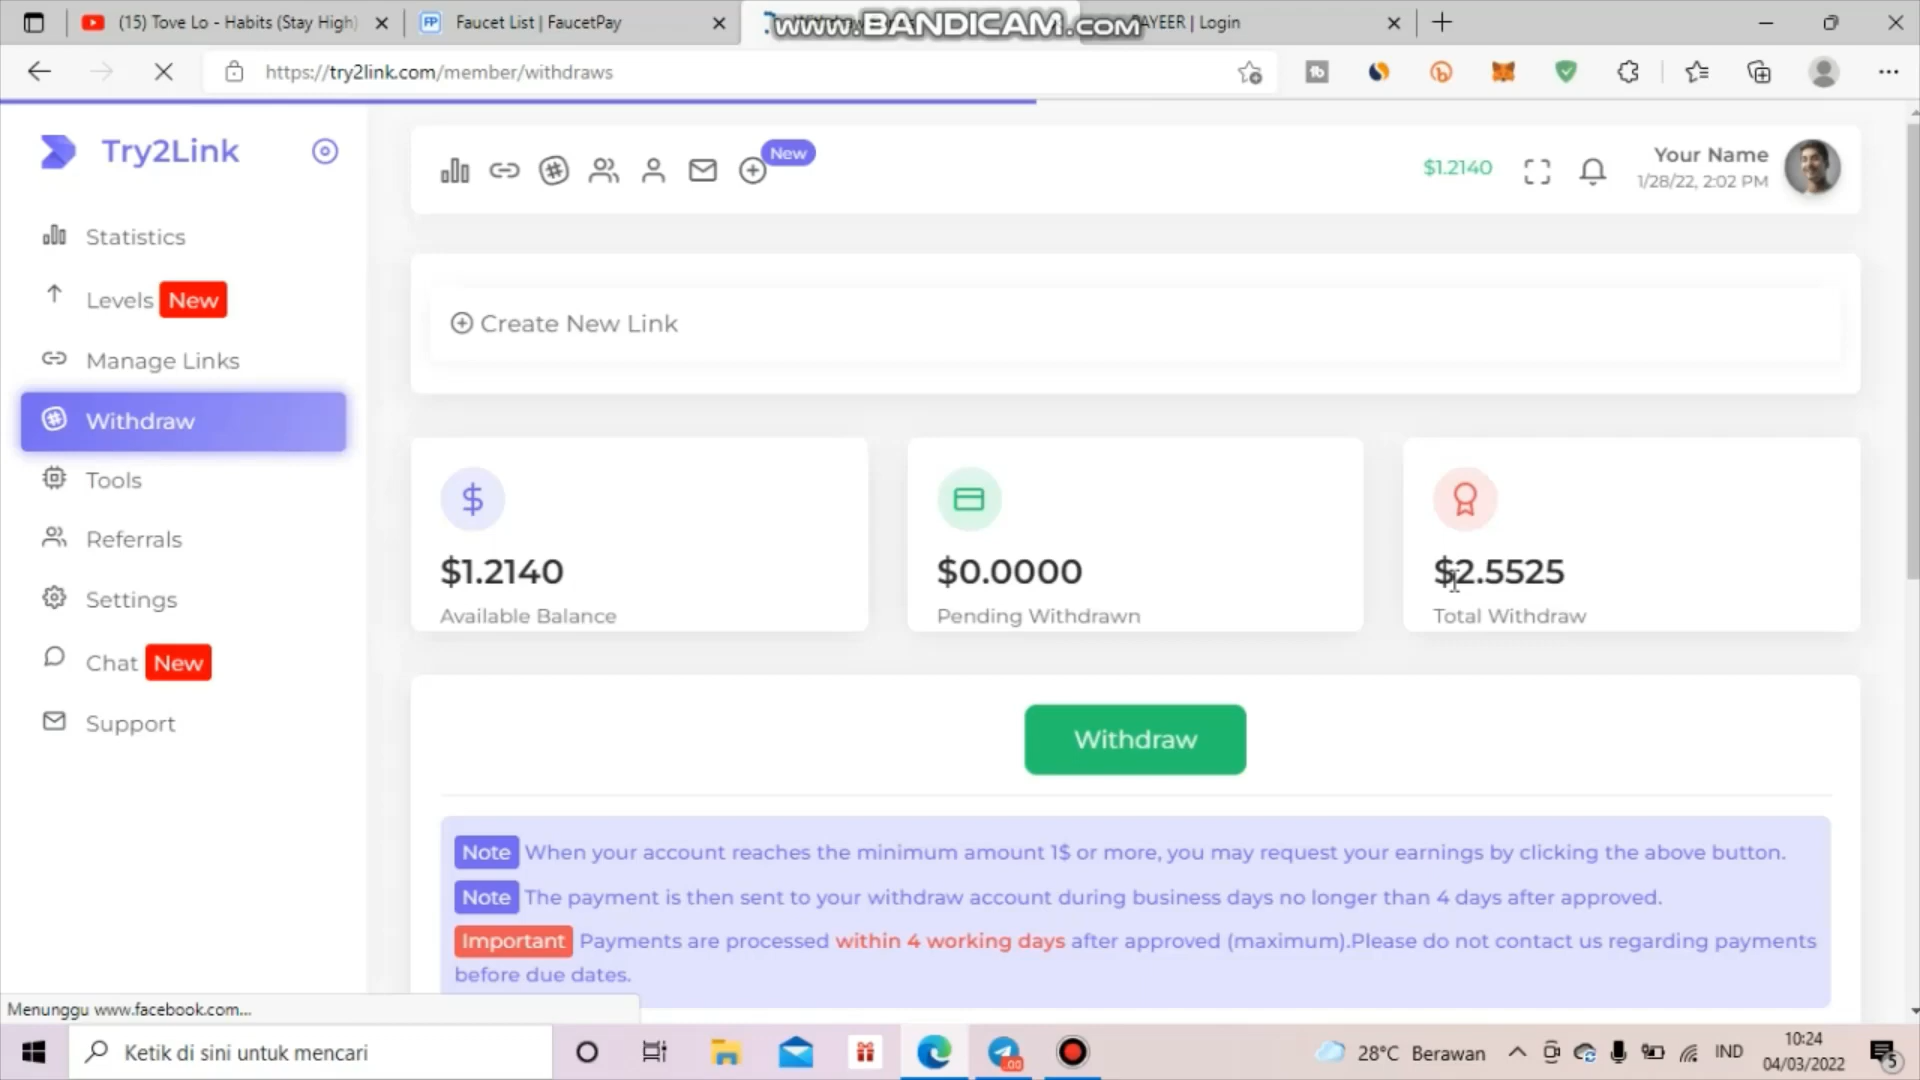 (15) Tove Lo - Habits (Stay High)
Faucet List | FaucetPay
www.BANDICAM.com
PAYEER | Login
https://try2link.com/member/withdraws
Try2Link
New
$1.2140
Your Name
1/28/22, 2:02 PM
Statistics
Levels New
Manage Links
Withdraw
Tools
Referrals
Settings
Chat New
Support
Create New Link
$1.2140
Available Balance
$0.0000
Pending Withdrawn
$2.5525
Total Withdraw
Withdraw
Note When your account reaches the minimum amount 1$ or more, you may request your earnings by clicking the above button.
Note The payment is then sent to your withdraw account during business days no longer than 4 days after approved.
Important Payments are processed within 4 working days after approved (maximum).Please do not contact us regarding payments
before due dates.
Menunggu www.facebook.com...
Ketik di sini untuk mencari
28°C Berawan
IND
10:24
04/03/2022
5